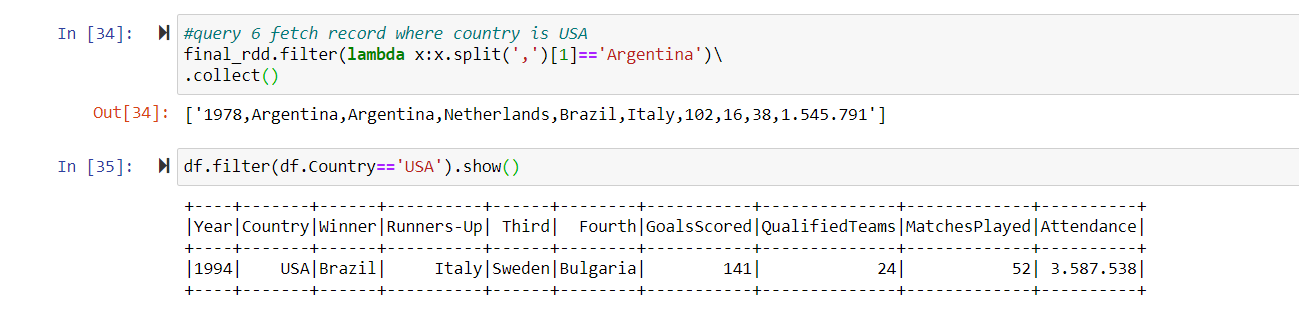 In [34]: #query 6 fetch record where country is USA
final_rdd.filter(lambda x:x.split(',')[1]=='Argentina')\
.collect()
Out[34]: ['1978,Argentina,Argentina,Netherlands,Brazil,Italy,102,16,38,1.545.791']
In [35]: df.filter(df.Country=='USA').show()
+----+-------+------+----------+------+--------+-----------+--------------+-------------+----------+
|Year|Country|Winner|Runners-Up| Third|  Fourth|GoalsScored|QualifiedTeams|MatchesPlayed|Attendance|
+----+-------+------+----------+------+--------+-----------+--------------+-------------+----------+
|1994|    USA|Brazil|     Italy|Sweden|Bulgaria|        141|            24|           52| 3.587.538|
+----+-------+------+----------+------+--------+-----------+--------------+-------------+----------+